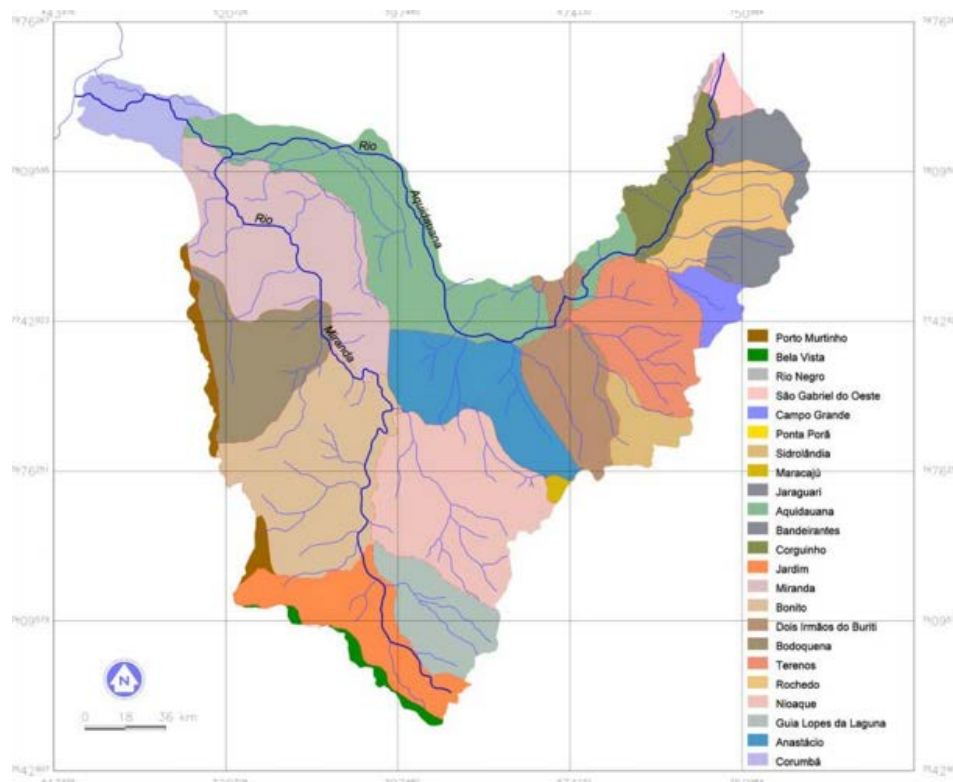 Rio
Aquidauana
Rio
Miranda
Porto Murtinho
Bela Vista
Rio Negro
São Gabriel do Oeste
Campo Grande
Ponta Porã
Sidrolândia
Maracajú
Jaraguari
Aquidauana
Bandeirantes
Corguinho
Jardim
Miranda
Bonito
Dois Irmãos do Buriti
Bodoquena
Terenos
Rochedo
Nioaque
Guia Lopes da Laguna
Anastácio
Corumbá
N
0 18 36 km